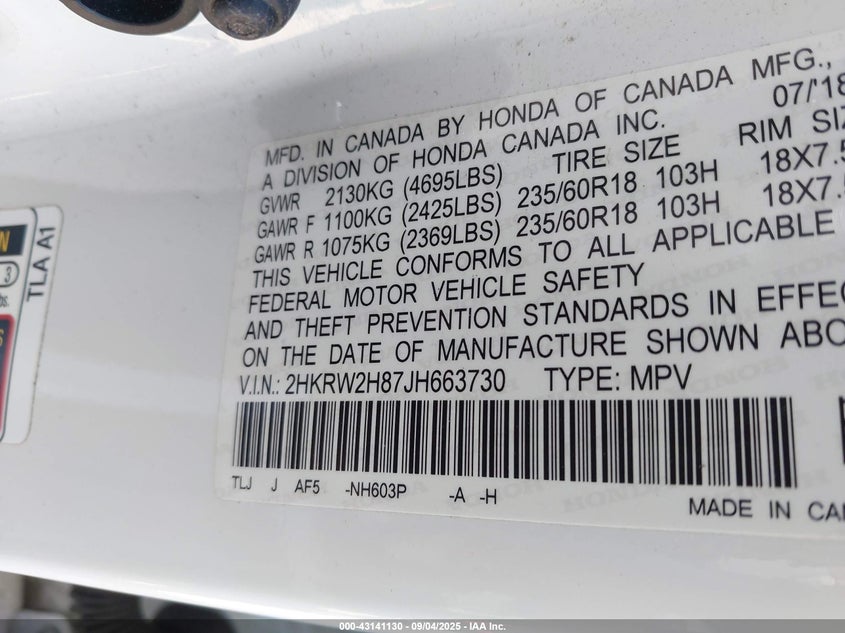 MFD. IN CANADA BY HONDA OF CANADA MFG.,
A DIVISION OF HONDA CANADA INC. 07/'18
GVWR 2130KG (4695LBS) TIRE SIZE RIM SIZ
GAWR F 1100KG (2425LBS) 235/60R18 103H 18X7.5
GAWR R 1075KG (2369LBS) 235/60R18 103H 18X7.5
THIS VEHICLE CONFORMS TO ALL APPLICABLE
FEDERAL MOTOR VEHICLE SAFETY
AND THEFT PREVENTION STANDARDS IN EFFEC
ON THE DATE OF MANUFACTURE SHOWN ABO
V.I.N.: 2HKRW2H87JH663730 TYPE: MPV
TLJ J AF5 -NH603P -A -H
MADE IN CAN
TLA A1
N
3
bs.
S
000-43141130 - 09/04/2025 - IAA Inc.